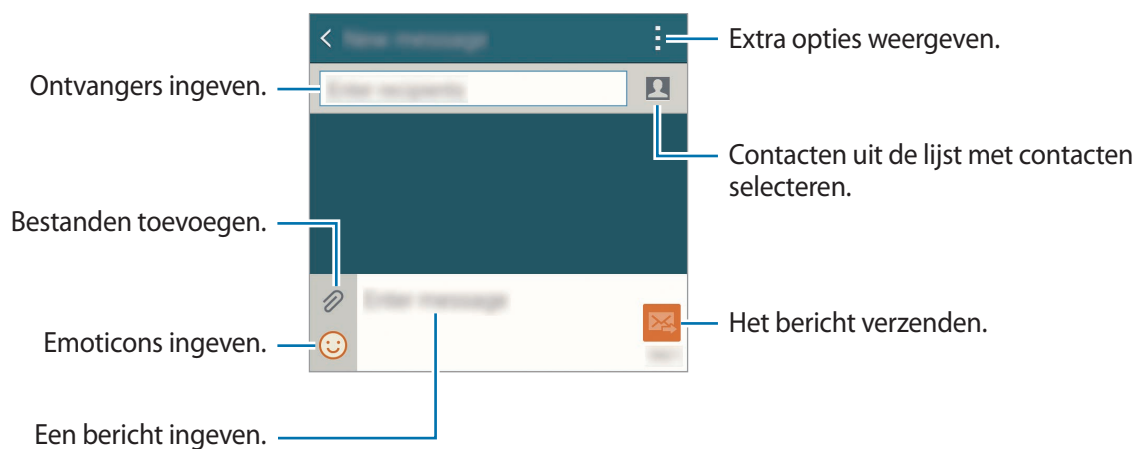 Extra opties weergeven.
Ontvangers ingeven.
Contacten uit de lijst met contacten
selecteren.
Bestanden toevoegen.
Het bericht verzenden.
Emoticons ingeven.
Een bericht ingeven.